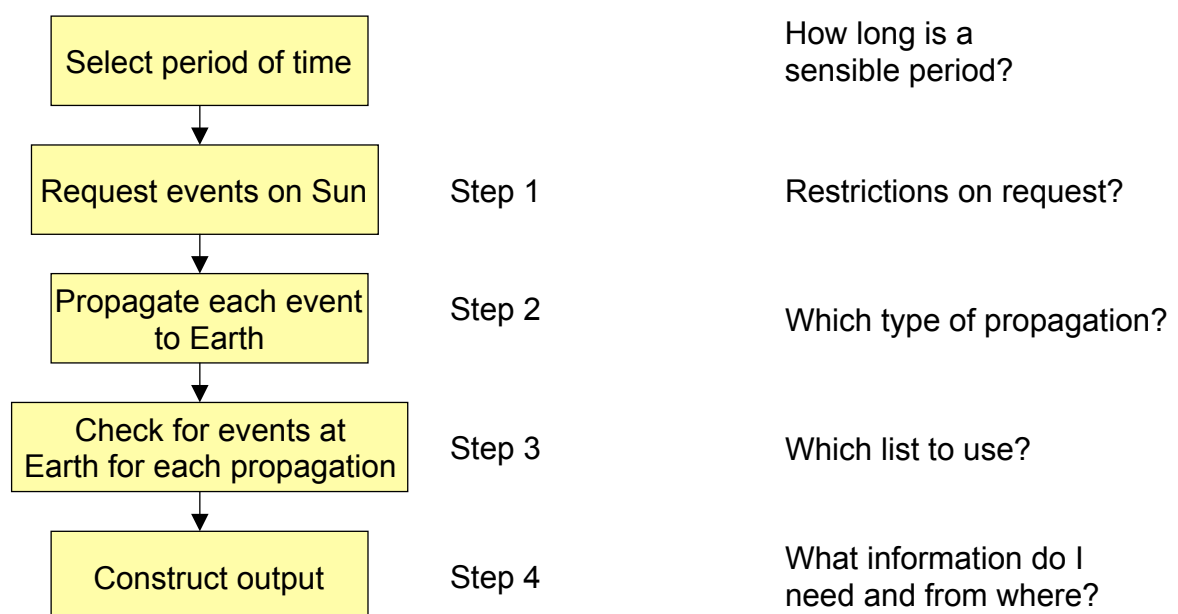 Select period of time
How long is a
sensible period?
Request events on Sun
Step 1
Restrictions on request?
Propagate each event
to Earth
Step 2
Which type of propagation?
Check for events at
Earth for each propagation
Step 3
Which list to use?
Construct output
Step 4
What information do I
need and from where?